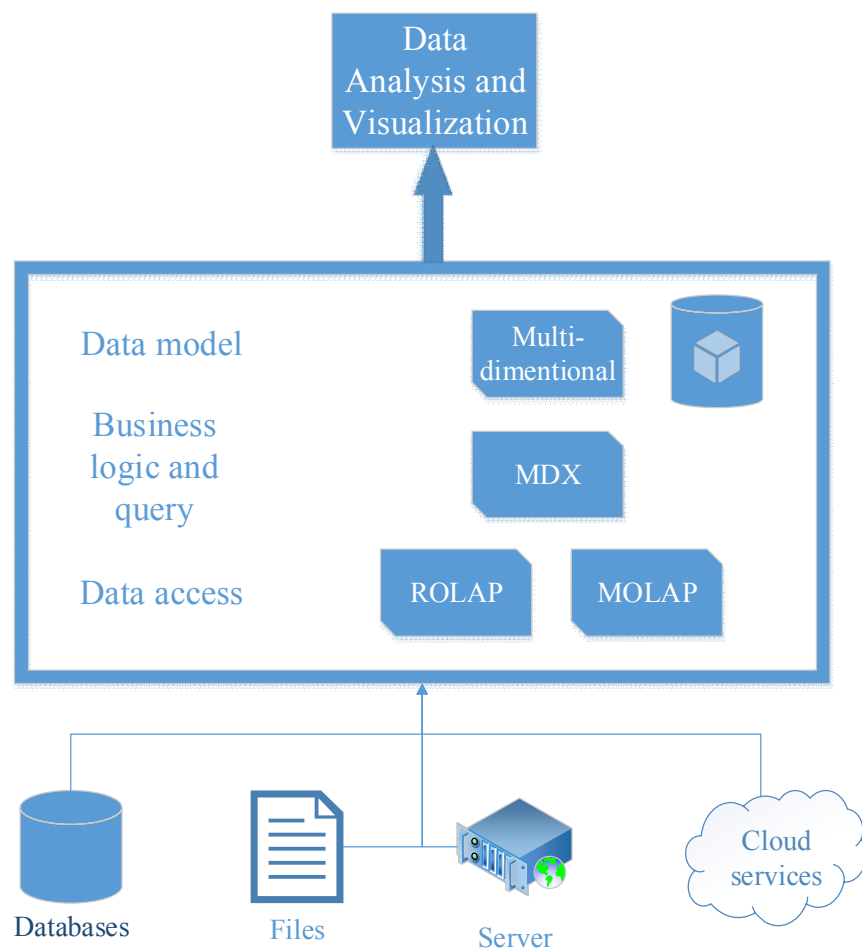 Data
Analysis and
Visualization
Data model
Multi-
dimentional
Business
logic and
query
MDX
Data access
ROLAP
MOLAP
Databases
Files
Server
Cloud
services